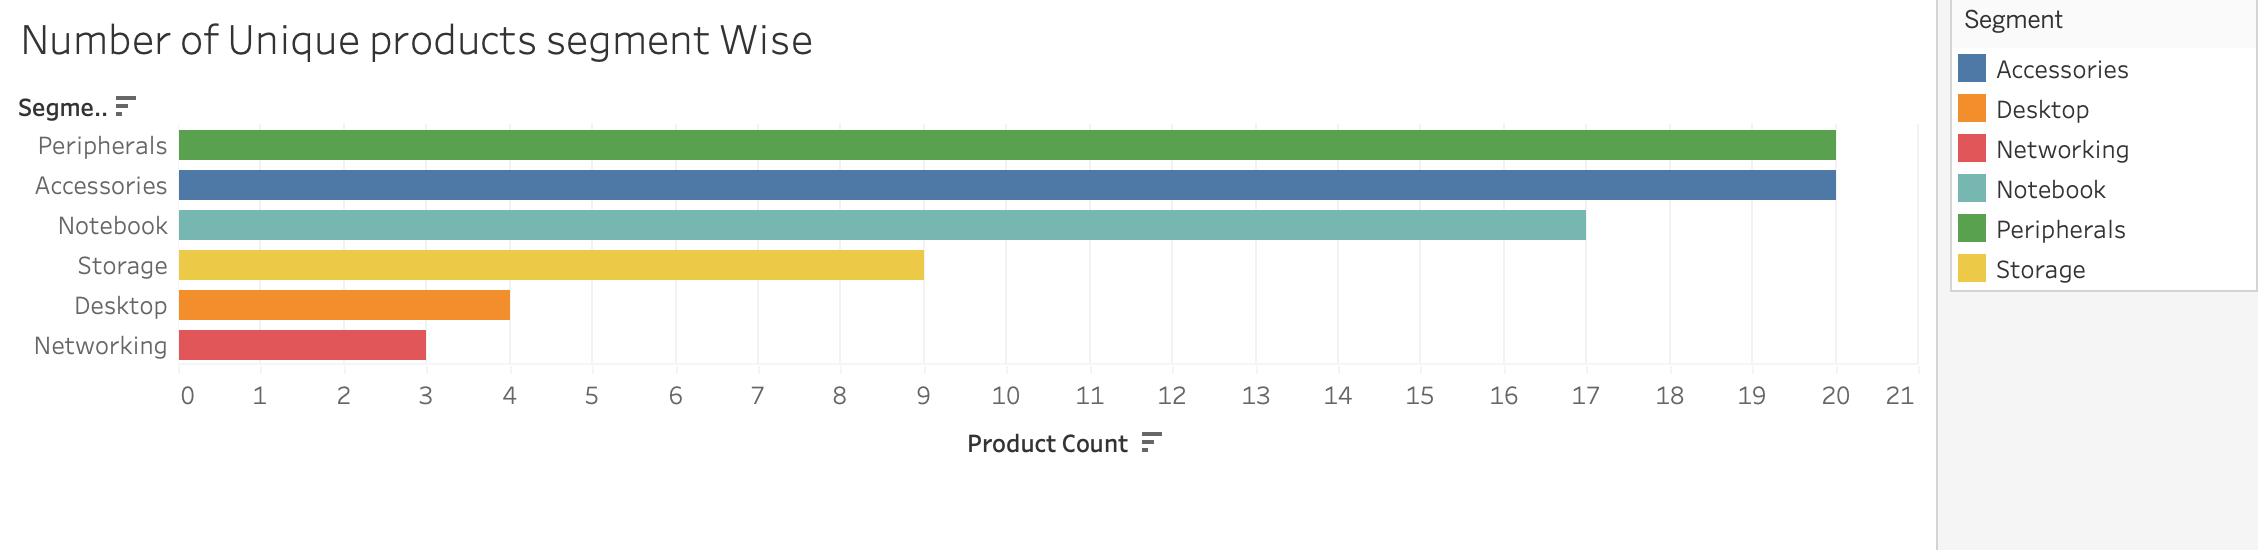 Number of Unique products segment Wise
Segme..
Peripherals
Accessories
Notebook
Storage
Desktop
Networking
0 1 2 3 4 5 6 7 8 9 10 11 12 13 14 15 16 17 18 19 20 21
Product Count
Segment
Accessories
Desktop
Networking
Notebook
Peripherals
Storage